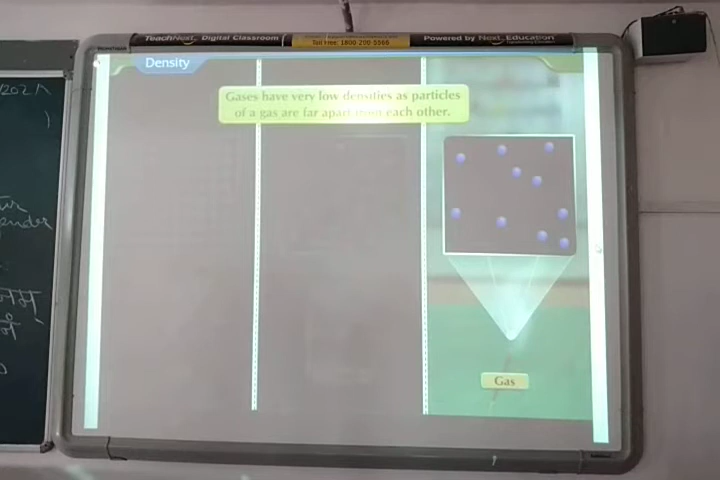 TeachNext Digital Classroom
Toll Free: 1800 200 5566
Powered by Next Education
Density
Gases have very low densities as particles
of a gas are far apart from each other.
Gas